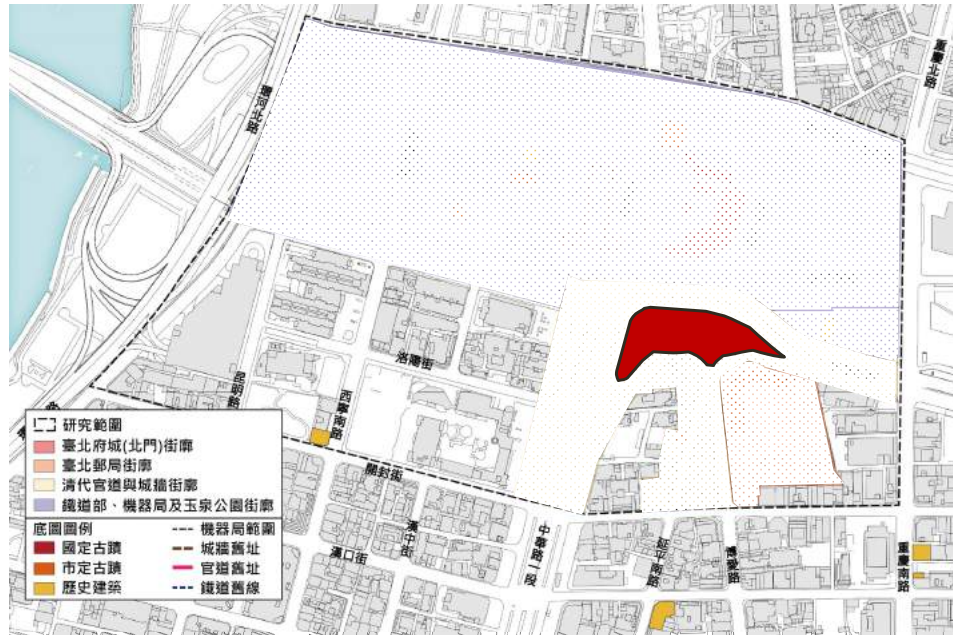 重慶北路
環河北路
洛陽街
昆明路
西寧南路
開封街
漢口街
漢中街
中華路一段
延平南路
博愛路
重慶南路
研究範圍
臺北府城(北門)街廓
臺北郵局街廓
清代官道與城牆街廓
鐵道部、機器局及玉泉公園街廓
底圖圖例
國定古蹟
市定古蹟
歷史建築
機器局範圍
城牆舊址
官道舊址
鐵道舊線